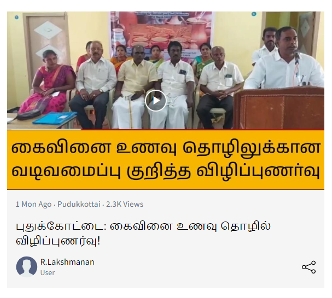 கைவினை உணவு தொழிலுக்கான
வடிவமைப்பு குறித்த விழிப்புணர்வு
1 Mon Ago · Pudukkottai · 2.3K Views
புதுக்கோட்டை: கைவினை உணவு தொழில்
விழிப்புணர்வு!
R.Lakshmanan
User